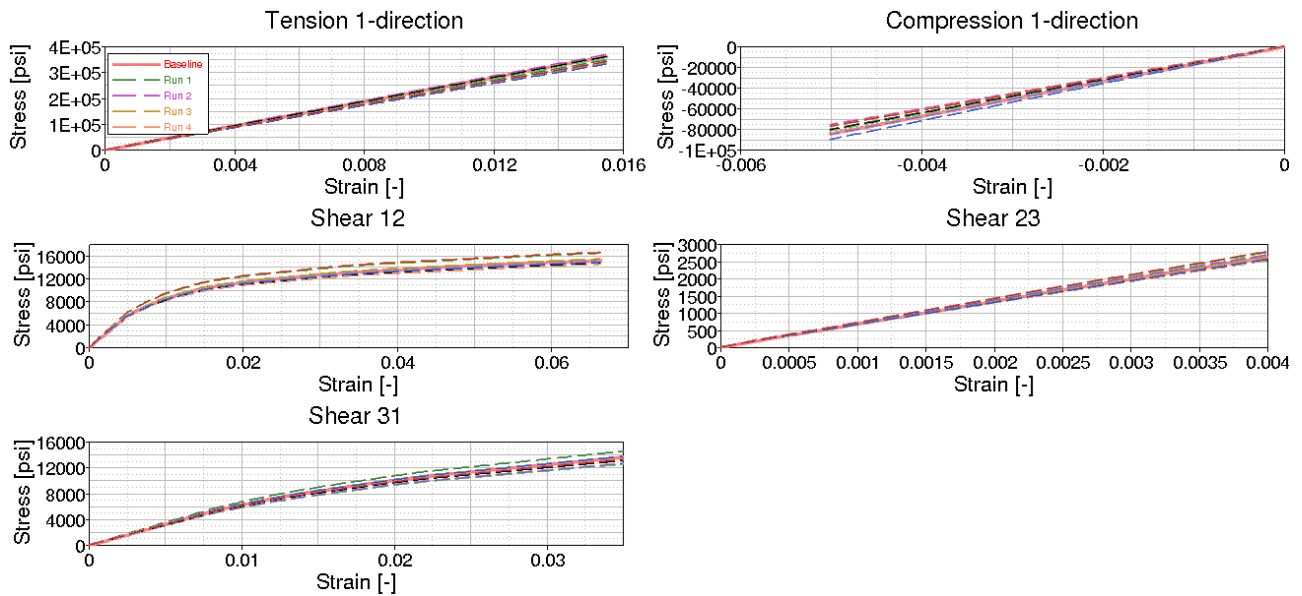 Tension 1-direction
Stress [psi]
4E+05
3E+05
2E+05
1E+05
0
Baseline
Run 1
Run 2
Run 3
Run 4
0 0.004 0.008 0.012 0.016
Strain [-]
Compression 1-direction
Stress [psi]
0
-20000
-40000
-60000
-80000
-1E+05
-0.006 -0.004 -0.002 0
Strain [-]
Shear 12
Stress [psi]
16000
12000
8000
4000
0
0 0.02 0.04 0.06
Strain [-]
Shear 23
Stress [psi]
3000
2500
2000
1500
1000
500
0
0 0.0005 0.001 0.0015 0.002 0.0025 0.003 0.0035 0.004
Strain [-]
Shear 31
Stress [psi]
16000
12000
8000
4000
0
0 0.01 0.02 0.03
Strain [-]